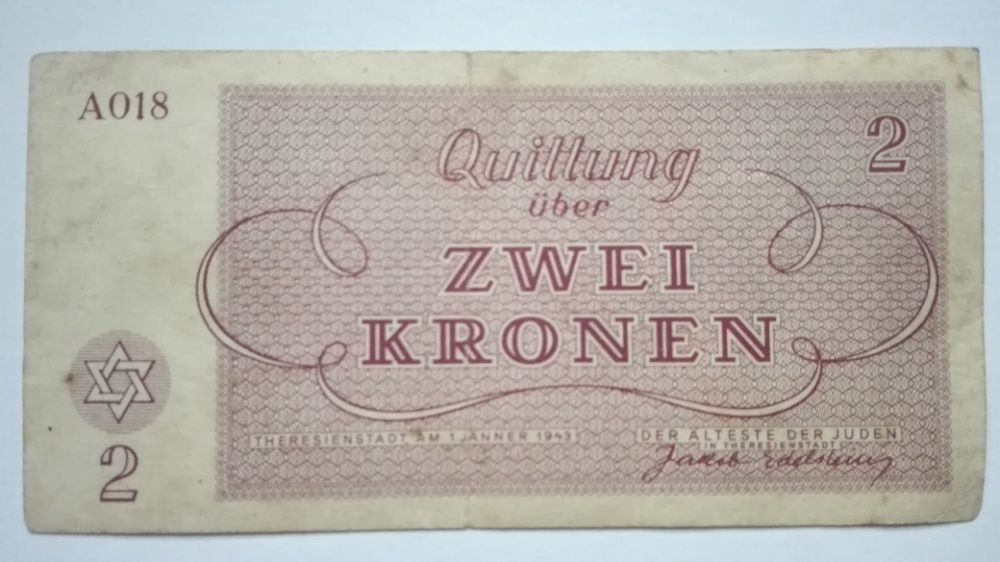 A018
2
Quittung
über
ZWEI
KRONEN
2
THERESIENSTADT AM 1. JÄNNER 1943
DER ÄLTESTE DER JUDEN
IN THERESIENSTADT
Jakob Edelstein